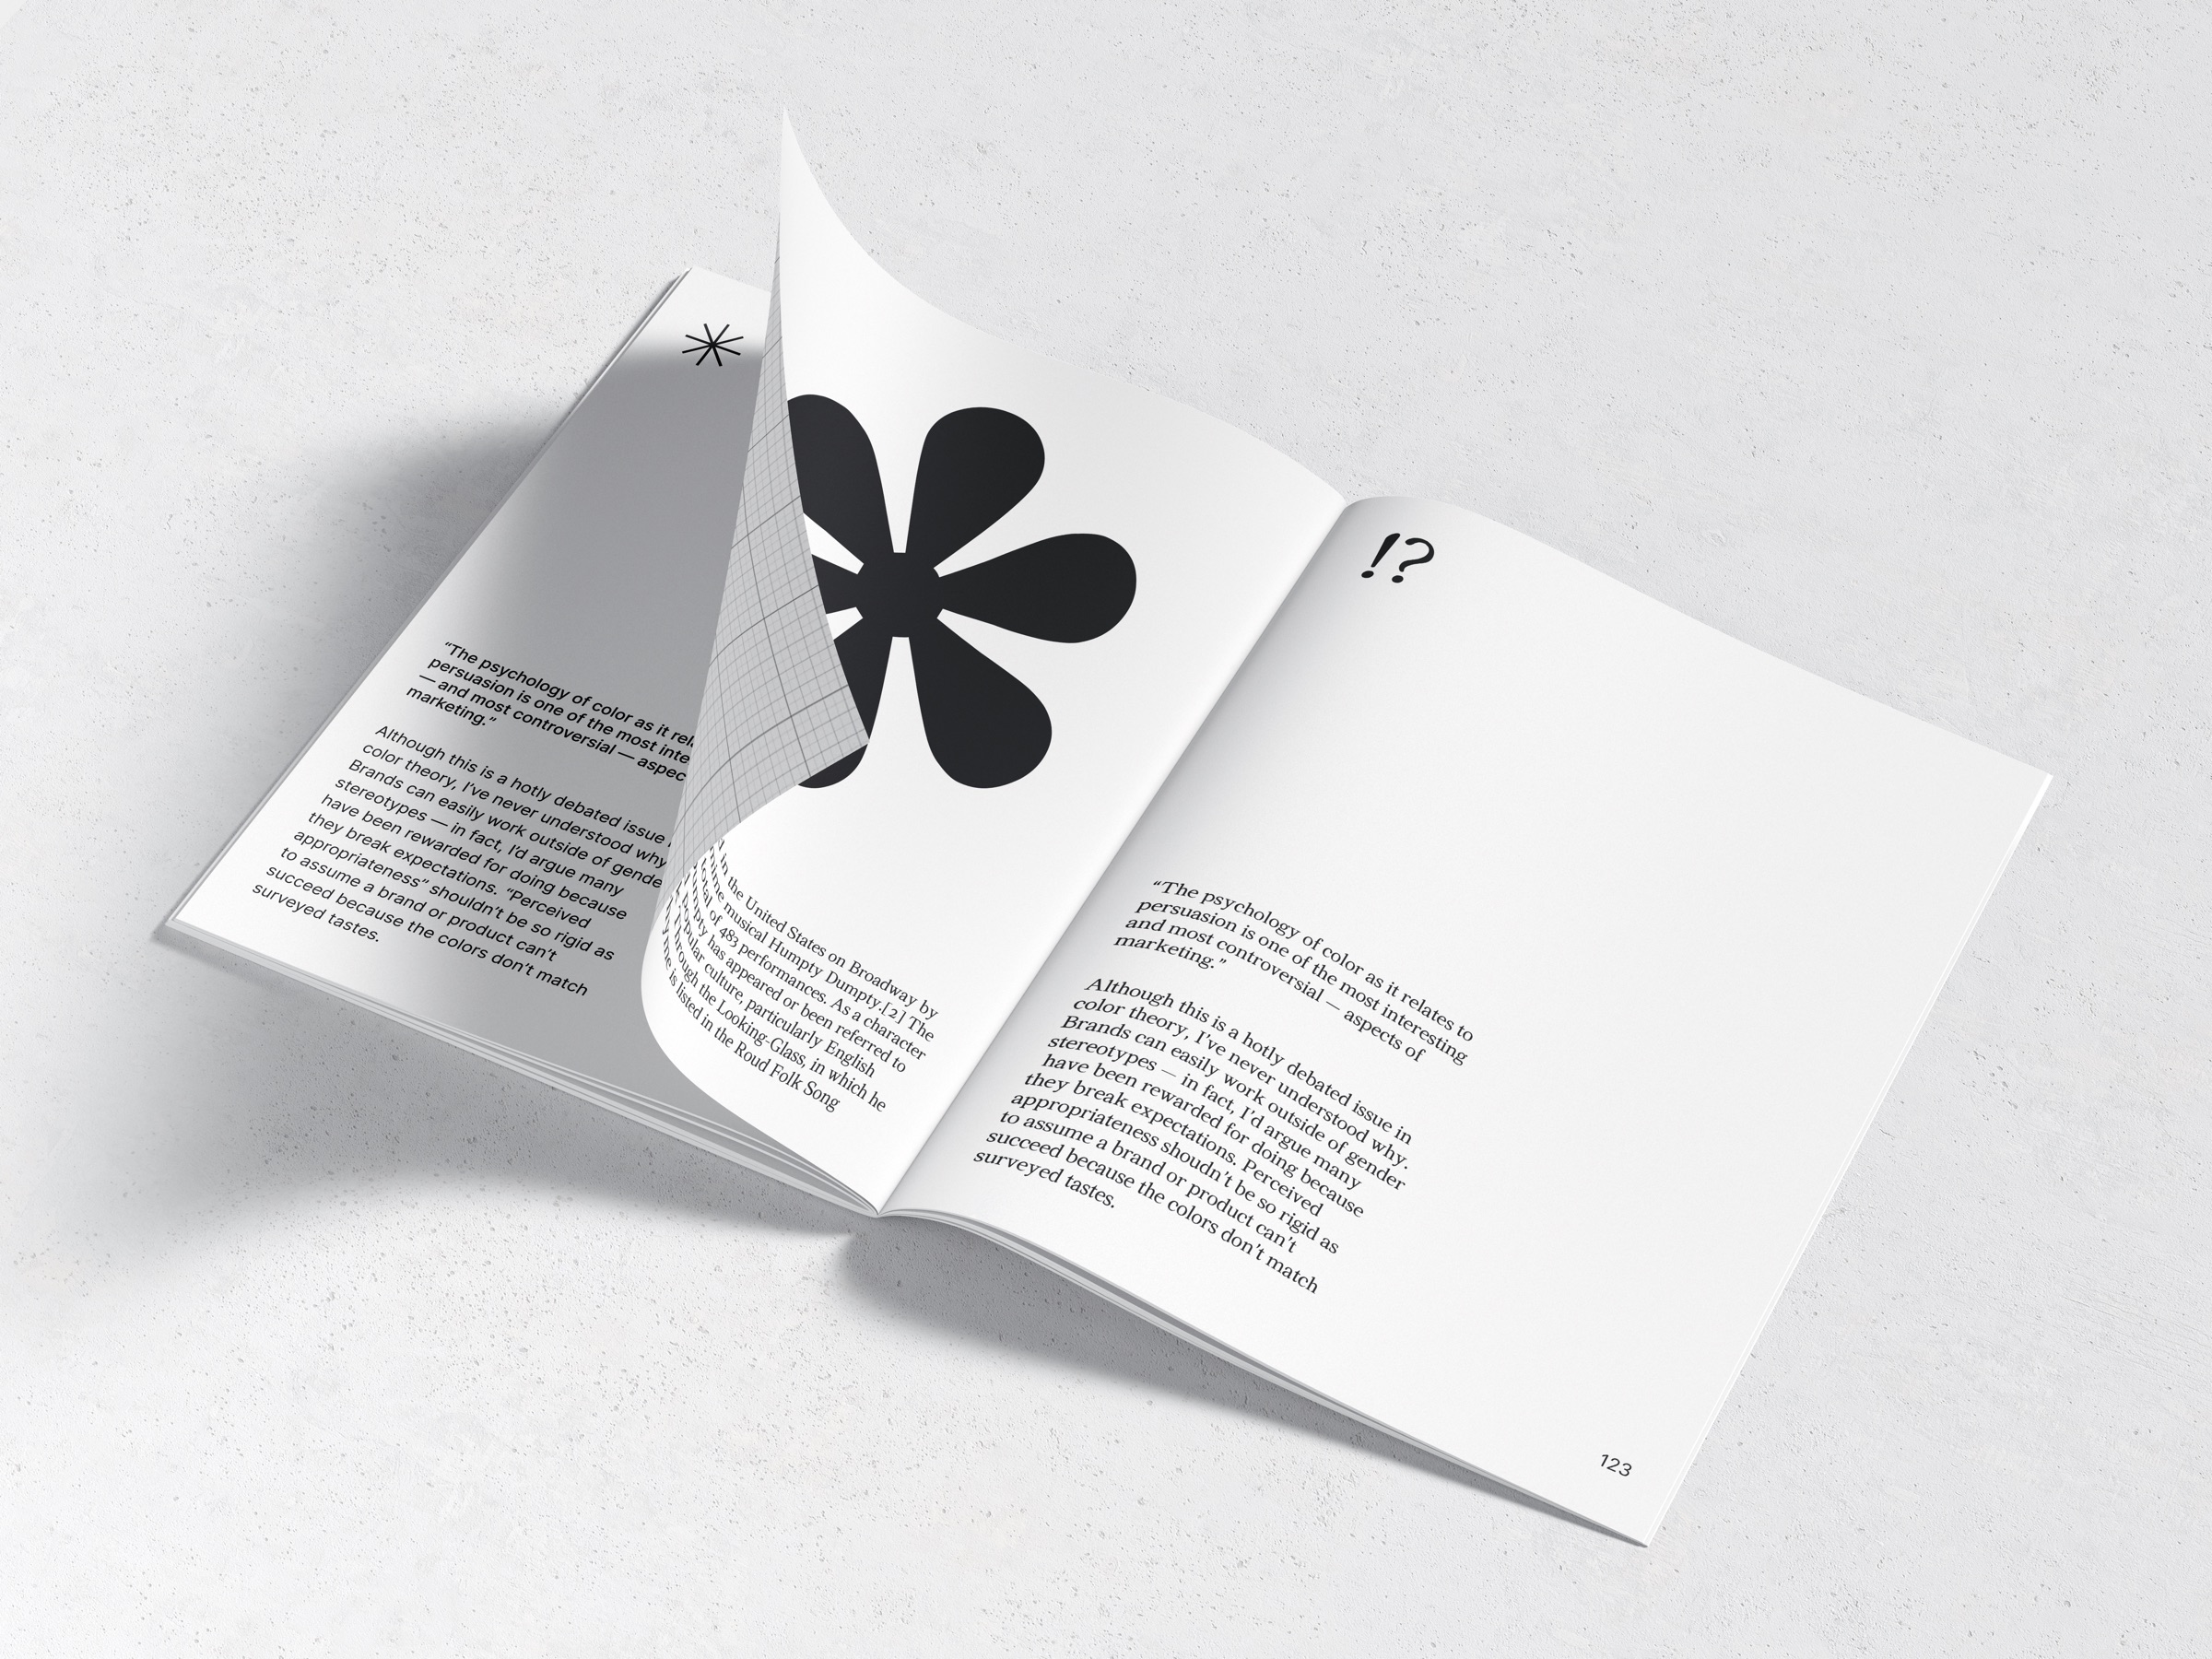 *
“The psychology of color as it
persuasion is one of the most
— and most controversial —
marketing.”
Although this is a hotly debated issue
color theory, I’ve never understood why
Brands can easily work outside of
stereotypes — in fact, I’d argue many
have been rewarded for doing because
they break expectations. “Perceived
appropriateness” shouldn’t be so rigid as
to assume a brand or product can’t
succeed because the colors don’t match
surveyed tastes.
in the United States on Broadway by
musical Humpty Dumpty.[2] The
total of 483 performances. As a character
has appeared or been referred to
popular culture, particularly English
Through the Looking-Glass, in which he
is listed in the Roud Folk Song
!?
“The psychology of color as it relates to
persuasion is one of the most interesting
and most controversial — aspects of
marketing.”
Although this is a hotly debated issue in
color theory, I’ve never understood why.
Brands can easily work outside of gender
stereotypes — in fact, I’d argue many
have been rewarded for doing because
they break expectations. Perceived
appropriateness shoudn’t be so rigid as
to assume a brand or product can’t
succeed because the colors don’t match
surveyed tastes.
123